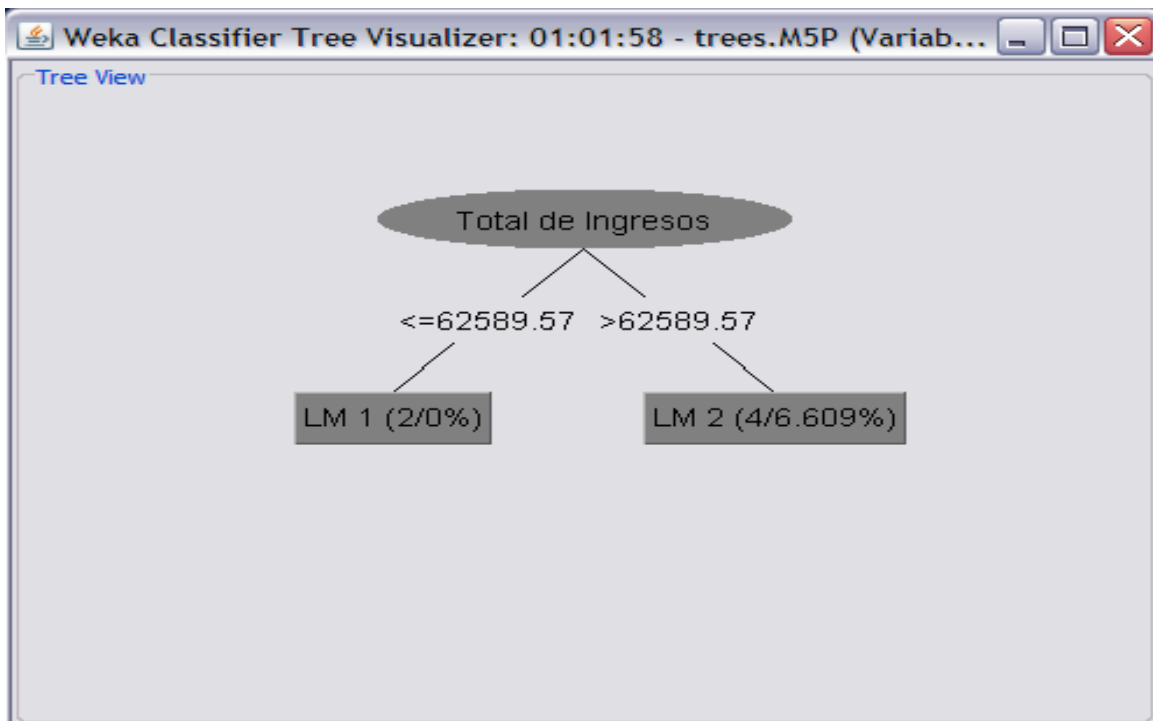 Weka Classifier Tree Visualizer: 01:01:58 - trees.M5P (Variab...
Tree View
Total de Ingresos
<=62589.57 >62589.57
LM 1 (2/0%) LM 2 (4/6.609%)